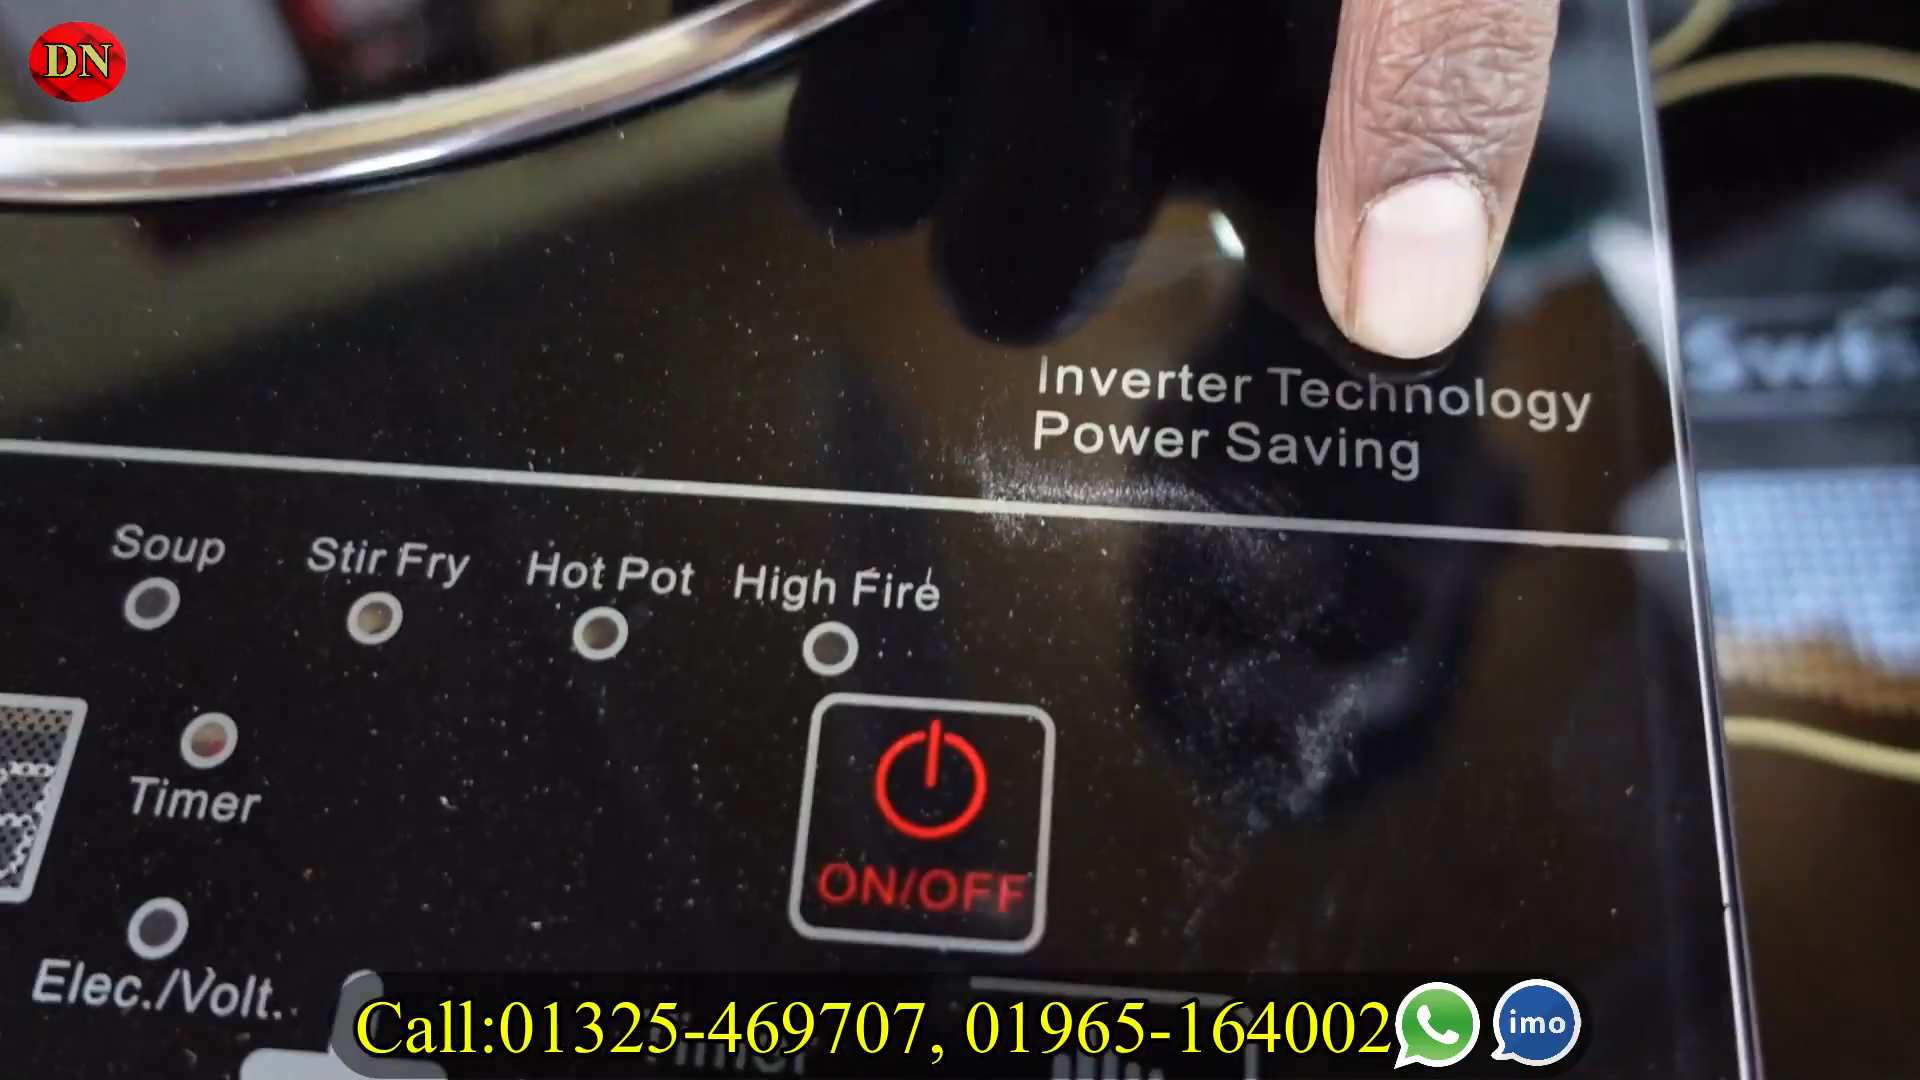 DN
Inverter Technology
Power Saving
Soup
Stir Fry
Hot Pot
High Fire
Timer
ON/OFF
Elec./Volt.
Call:01325-469707, 01965-164002
imo